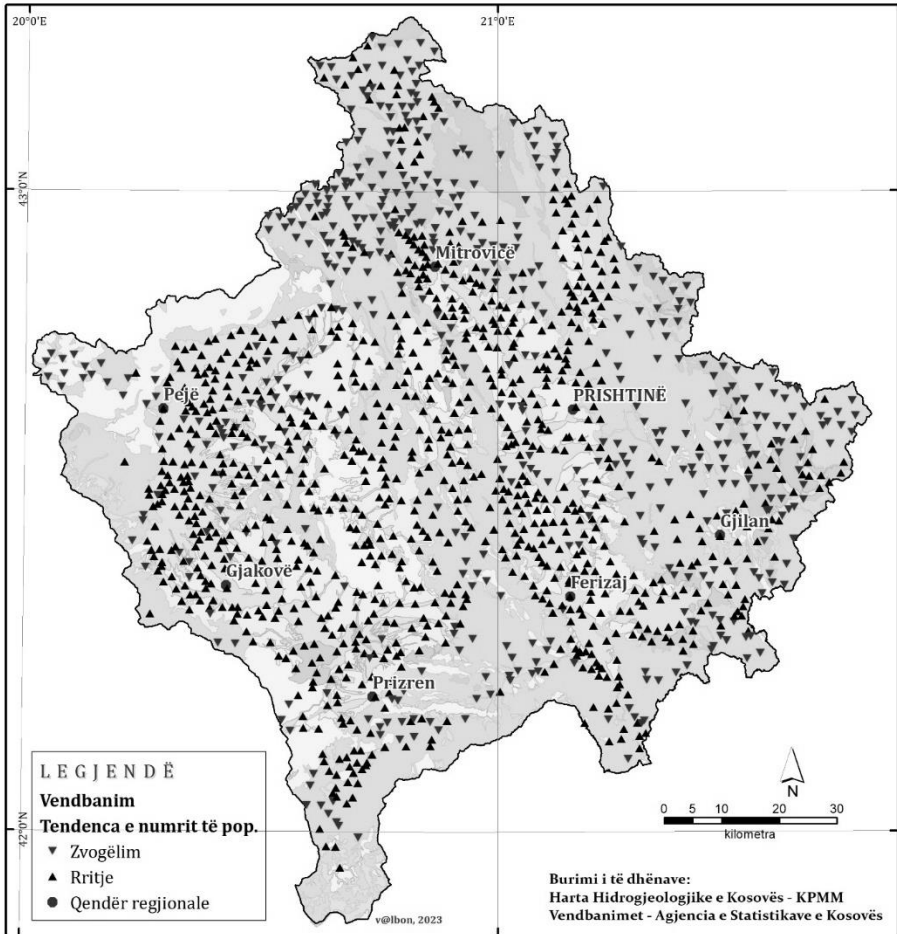 20°0'E
21°0'E
43°0'N
Mitrovicë
Pejë
PRISHTINË
Gjilan
Gjakovë
Ferizaj
Prizren
LEGJENDË
Vendbanim
Tendenca e numrit të pop.
Zvogëlim
Rritje
Qendër regjionale
42°0'N
N
0 5 10 20 30
kilometra
Burimi i të dhënave:
Harta Hidrogjeologjike e Kosovës - KPMM
Vendbanimet - Agjencia e Statistikave e Kosovës
v@lbon, 2023